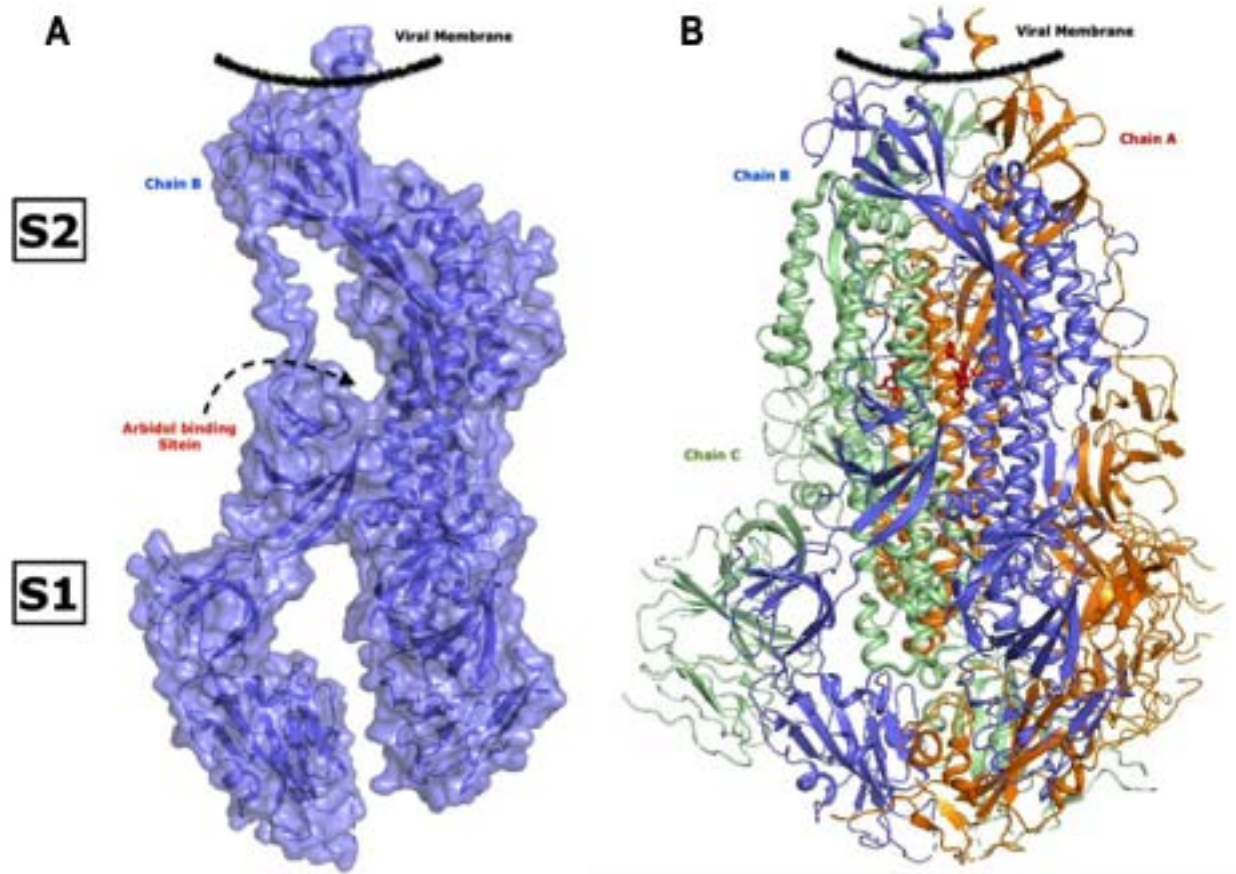 A
Viral Membrane
Chain B
S2
Arbidol binding
Sitein
S1
B
Viral Membrane
Chain A
Chain B
Chain C